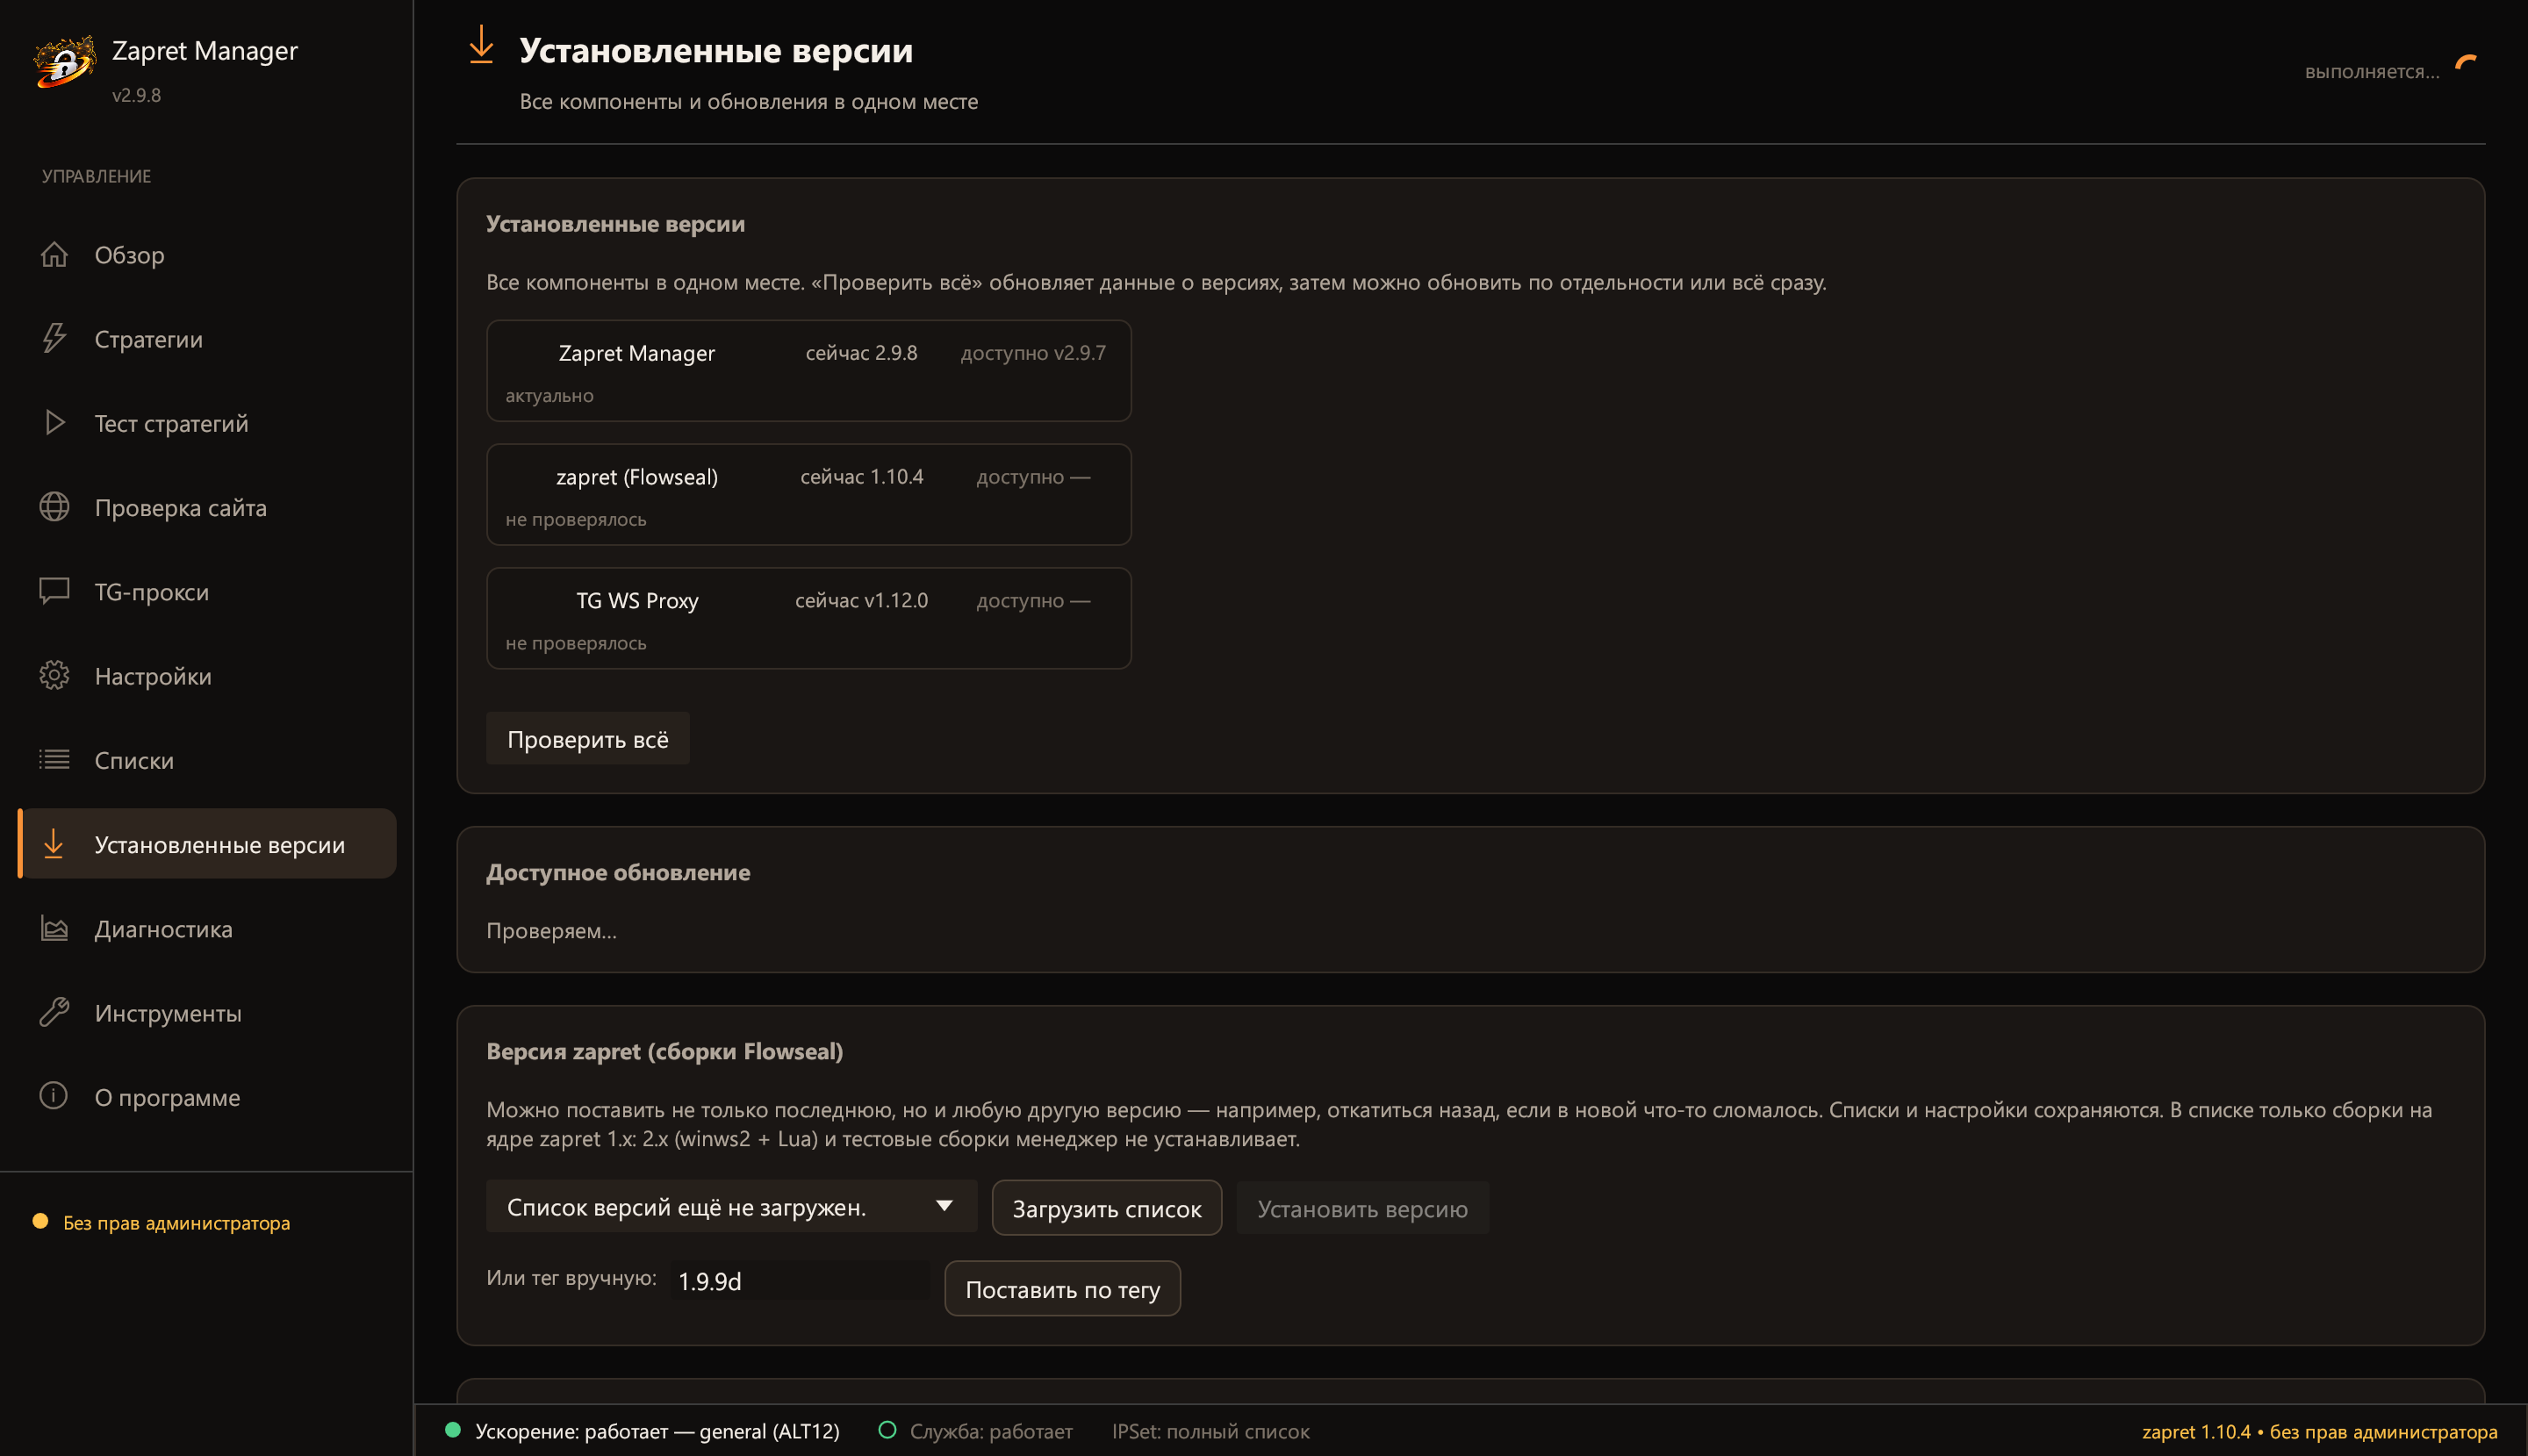 Zapret Manager
v2.9.8
УПРАВЛЕНИЕ
Обзор
Стратегии
Тест стратегий
Проверка сайта
TG-прокси
Настройки
Списки
Установленные версии
Диагностика
Инструменты
О программе
Без прав администратора
Установленные версии
Все компоненты и обновления в одном месте
выполняется...
Установленные версии
Все компоненты в одном месте. «Проверить всё» обновляет данные о версиях, затем можно обновить по отдельности или всё сразу.
Zapret Manager сейчас 2.9.8 доступно v2.9.7
актуально
zapret (Flowseal) сейчас 1.10.4 доступно —
не проверялось
TG WS Proxy сейчас v1.12.0 доступно —
не проверялось
Проверить всё
Доступное обновление
Проверяем...
Версия zapret (сборки Flowseal)
Можно поставить не только последнюю, но и любую другую версию — например, откатиться назад, если в новой что-то сломалось. Списки и настройки сохраняются. В списке только сборки на
ядре zapret 1.x: 2.x (winws2 + Lua) и тестовые сборки менеджер не устанавливает.
Список версий ещё не загружен. Загрузить список Установить версию
Или тег вручную: 1.9.9d Поставить по тегу
Ускорение: работает — general (ALT12) Служба: работает IPSet: полный список zapret 1.10.4 • без прав администратора